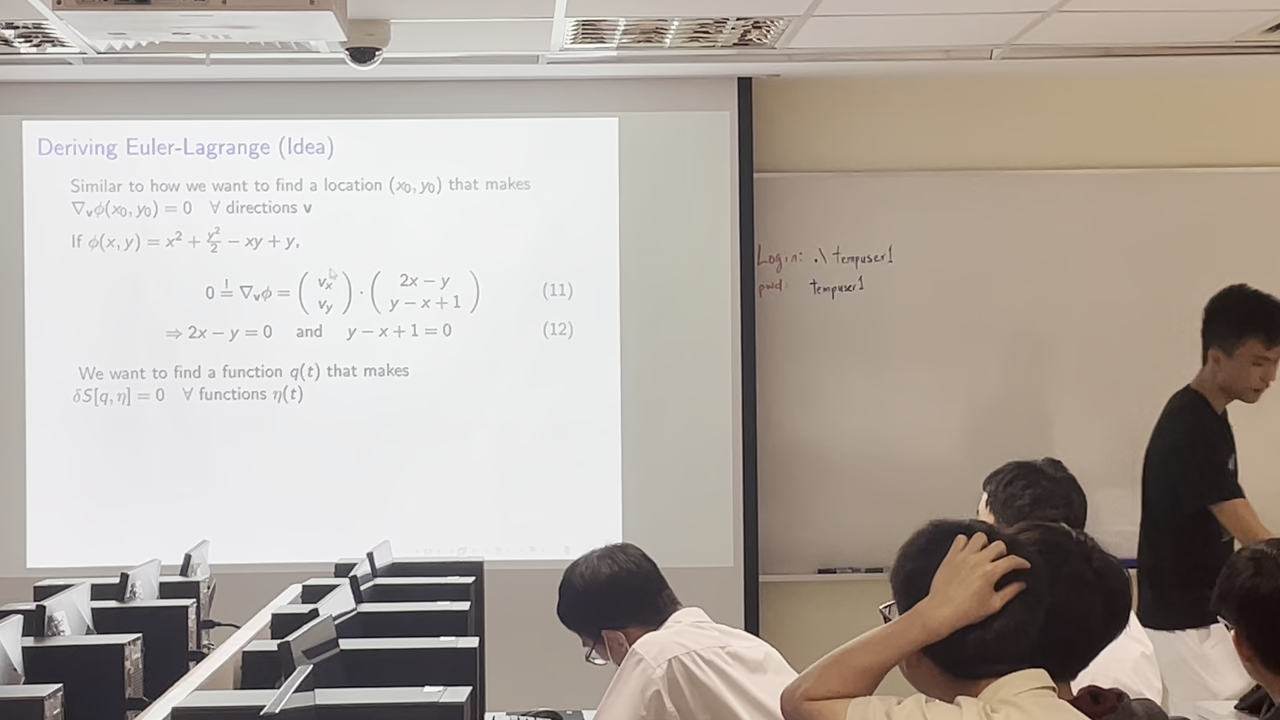 Deriving Euler-Lagrange (Idea)
Similar to how we want to find a location (x₀, y₀) that makes
∇ᵥϕ(x₀, y₀) = 0 ∀ directions v
If ϕ(x, y) = x² + y²/2 − xy + y,
0 =! ∇ᵥϕ = (vₓ v_y) · (2x − y y − x + 1) (11)
⇒ 2x − y = 0 and y − x + 1 = 0 (12)
We want to find a function q(t) that makes
δS[q, η] = 0 ∀ functions η(t)
Login: .\ tempuser1
pwd: tempuser1